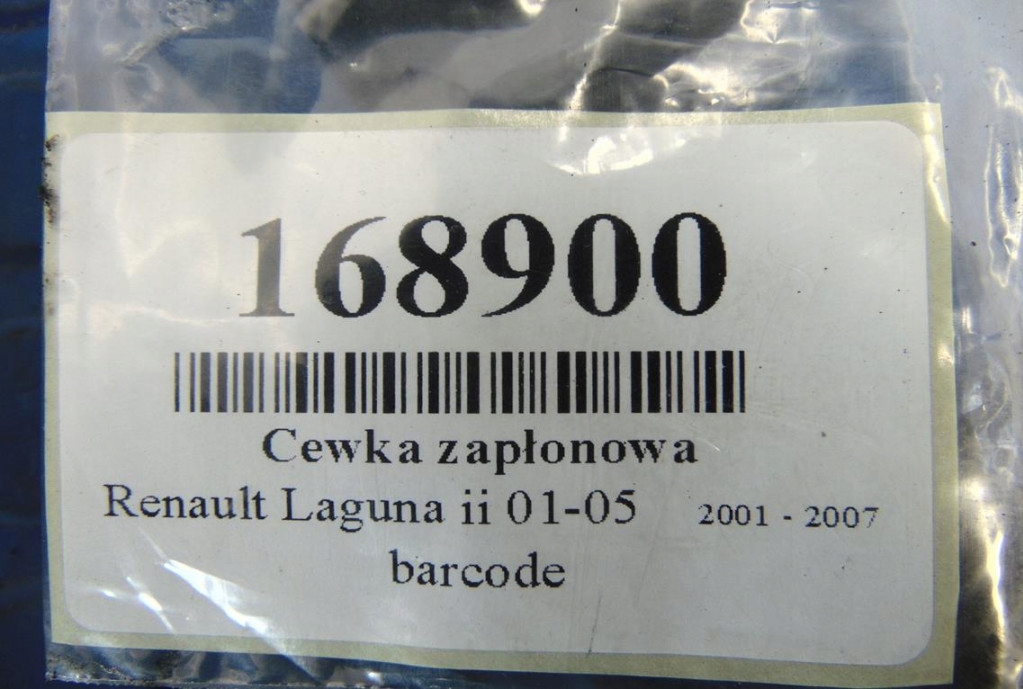 168900
Cewka zapłonowa
Renault Laguna ii 01-05 2001 - 2007
barcode